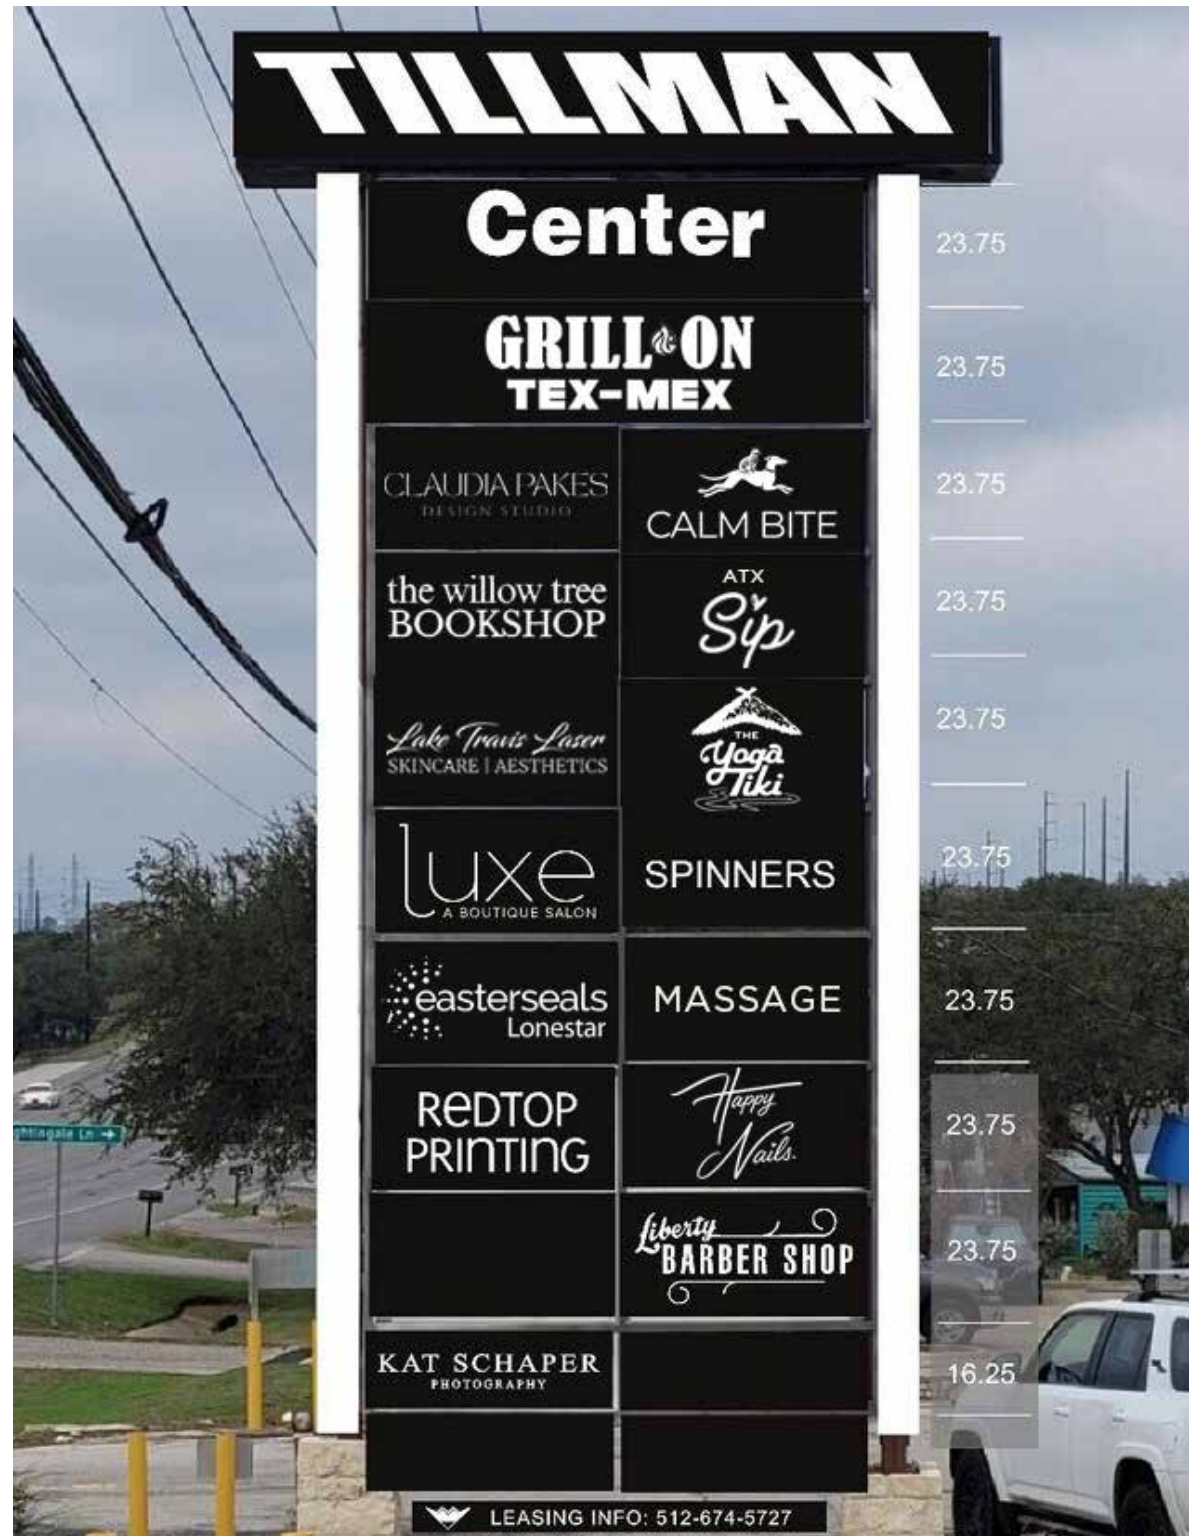 TILLMAN
Center
23.75
GRILL ON
TEX-MEX
23.75
CLAUDIA PAKES
DESIGN STUDIO
CALM BITE
23.75
the willow tree
BOOKSHOP
ATX
Sip
23.75
Lake Travis Laser
SKINCARE | AESTHETICS
THE
Yoga
Tiki
23.75
Luxe
A BOUTIQUE SALON
SPINNERS
23.75
easterseals
Lonestar
MASSAGE
23.75
ReDTOP
PRINTING
Happy
Nails.
23.75
Liberty
BARBER SHOP
23.75
KAT SCHAPER
PHOTOGRAPHY
16.25
LEASING INFO: 512-674-5727